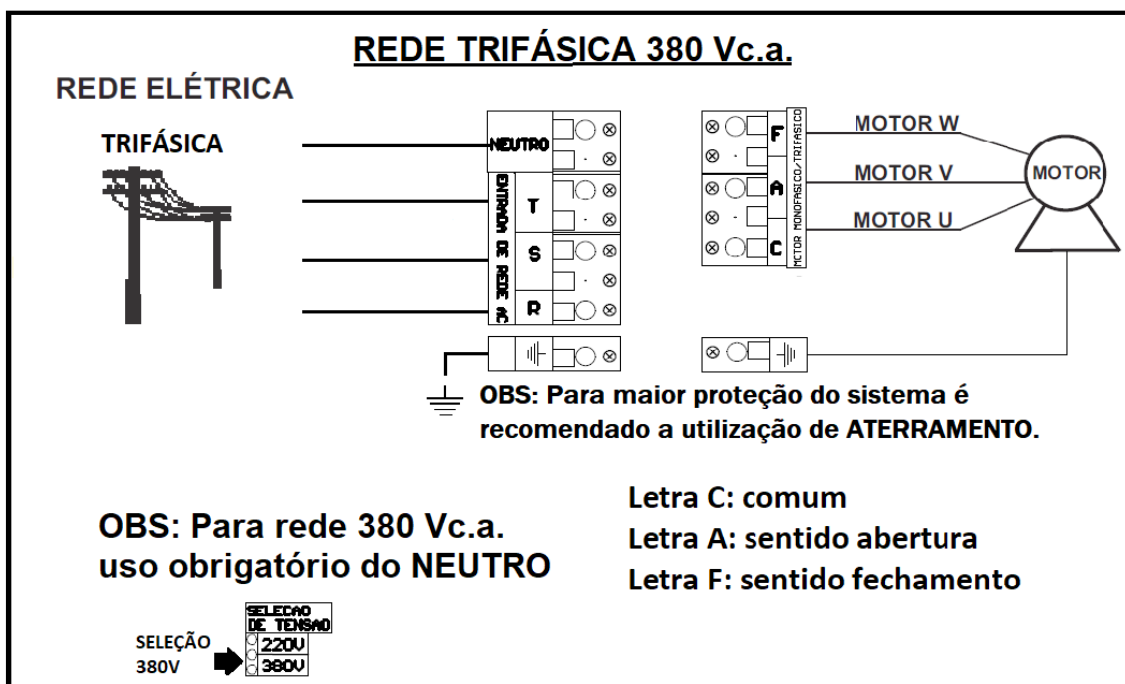 REDE TRIFÁSICA 380 Vc.a.
REDE ELÉTRICA
TRIFÁSICA
NEUTRO
ENTRADA DE REDE AC
T
S
R
F
A
C
MOTOR MONOFASICO/TRIFASICO
MOTOR W
MOTOR V
MOTOR U
MOTOR
OBS: Para maior proteção do sistema é
recomendado a utilização de ATERRAMENTO.
OBS: Para rede 380 Vc.a.
uso obrigatório do NEUTRO
Letra C: comum
Letra A: sentido abertura
Letra F: sentido fechamento
SELEÇÃO
380V
SELECAO
DE TENSAO
220V
380V